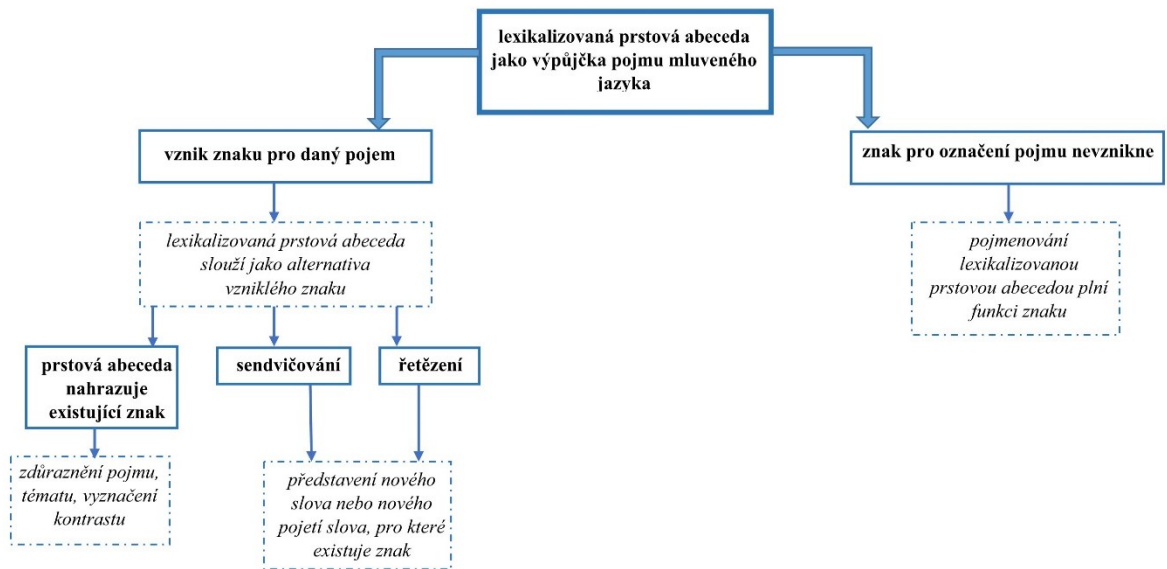 lexikalizovaná prstová abeceda
jako výpůjčka pojmu mluveného
jazyka
vznik znaku pro daný pojem
znak pro označení pojmu nevznikne
lexikalizovaná prstová abeceda
slouží jako alternativa
vzniklého znaku
pojmenování
lexikalizovanou
prstovou abecedou plní
funkci znaku
prstová abeceda
nahrazuje
existující znak
sendvičování
řetězení
zdůraznění pojmu,
tématu, vyznačení
kontrastu
představení nového
slova nebo nového
pojetí slova, pro které
existuje znak